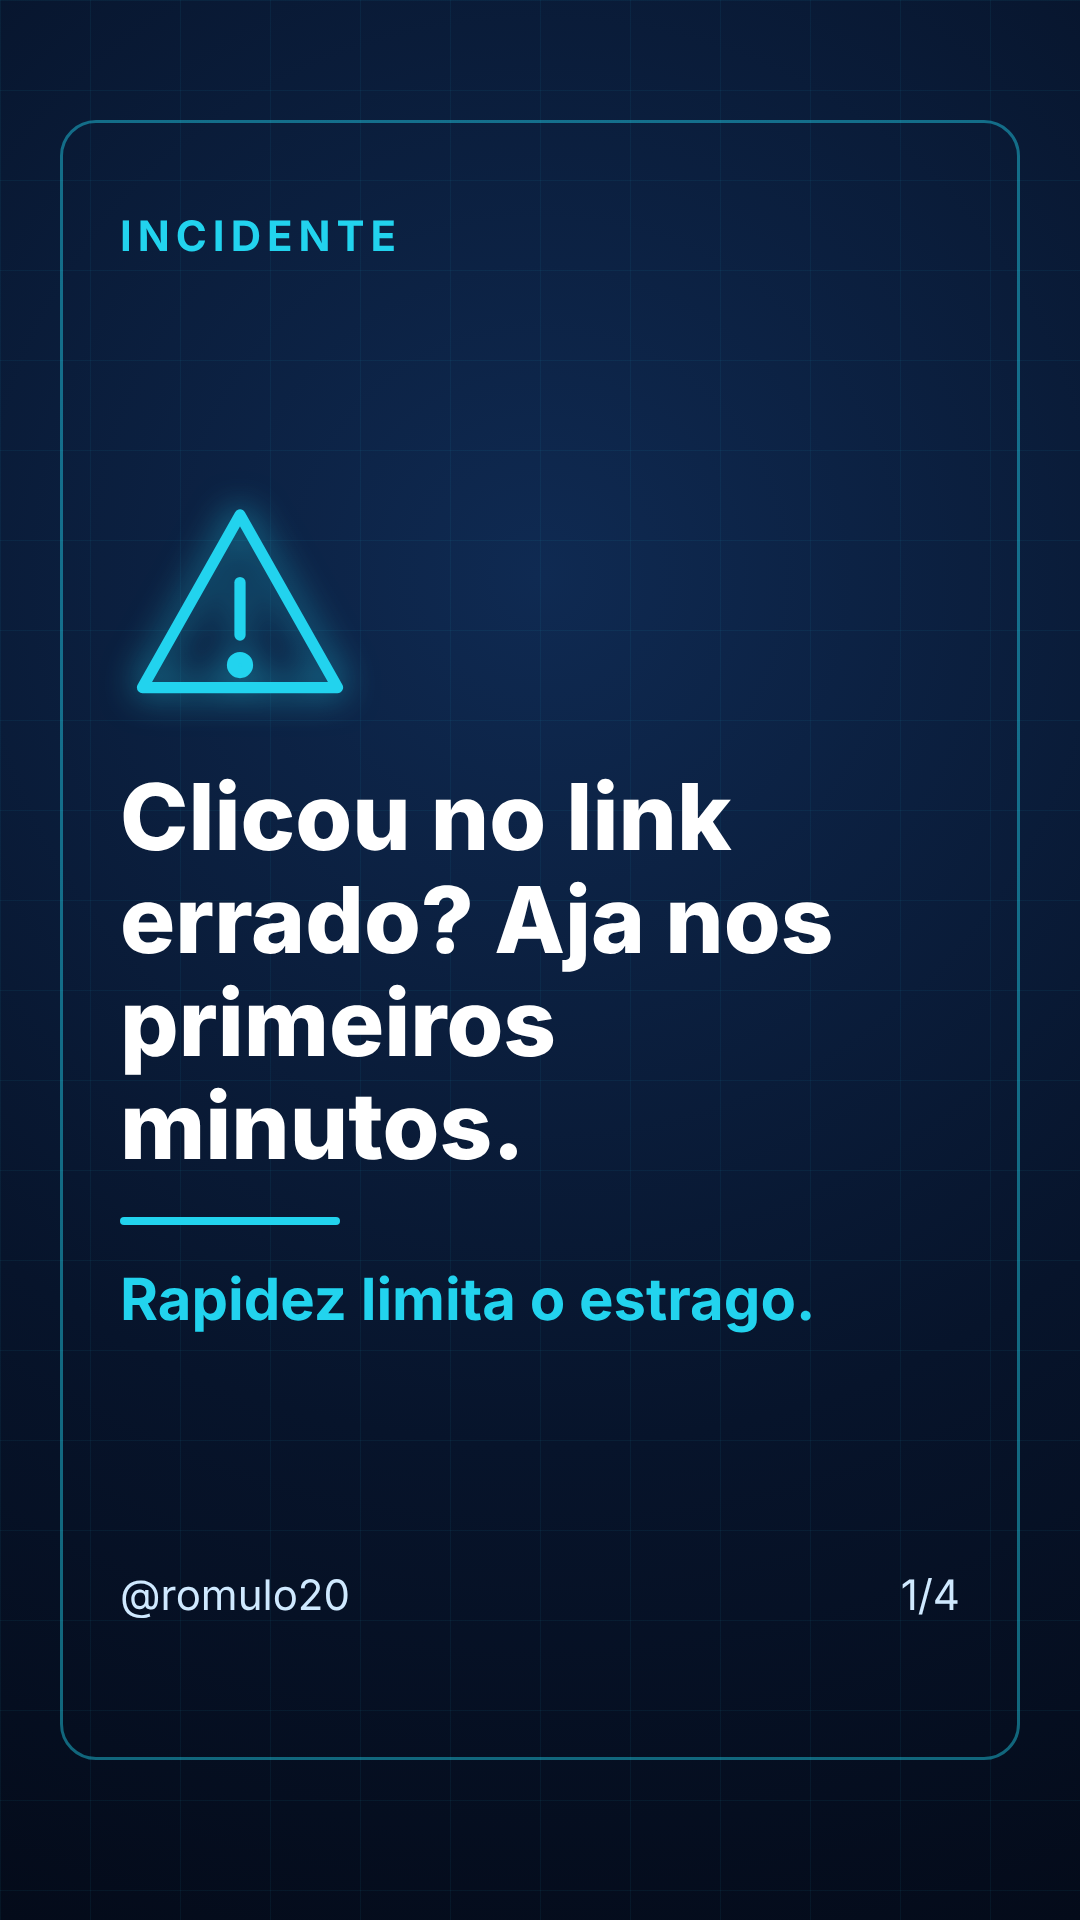 INCIDENTE
Clicou no link
errado? Aja nos
primeiros
minutos.
Rapidez limita o estrago.
@romulo20
1/4